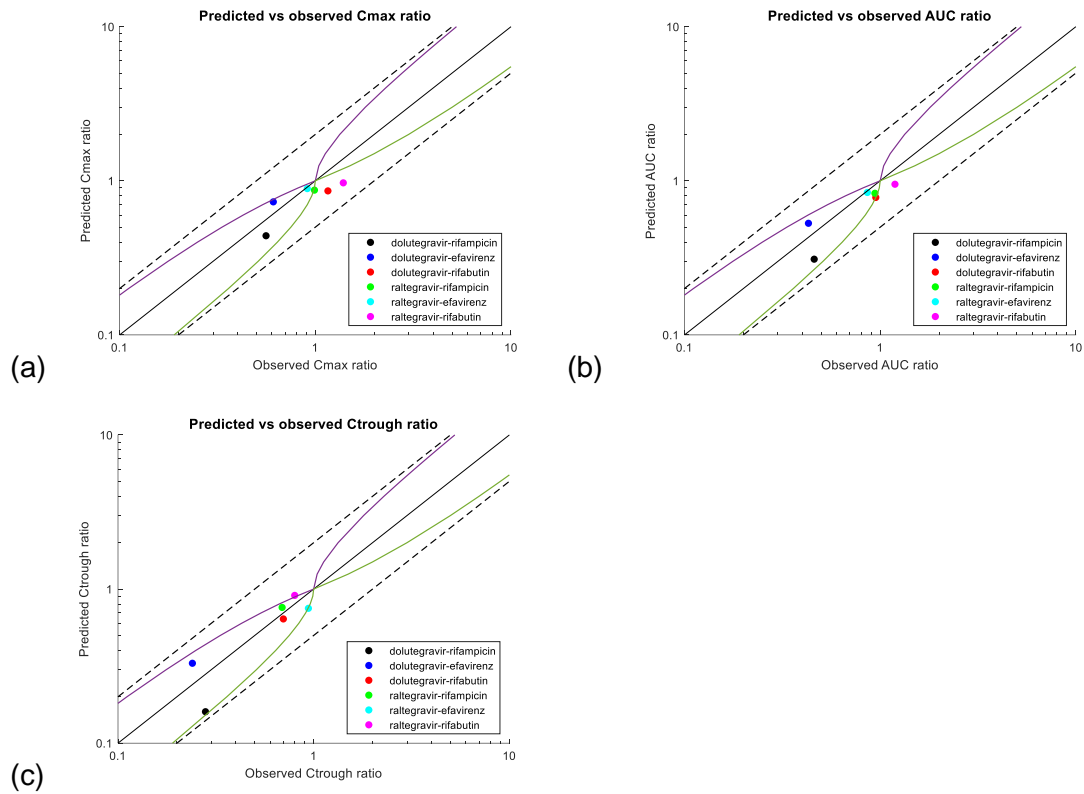 Predicted vs observed Cmax ratio
10
1
0.1
Predicted Cmax ratio
0.1
1
10
Observed Cmax ratio
dolutegravir-rifampicin
dolutegravir-efavirenz
dolutegravir-rifabutin
raltegravir-rifampicin
raltegravir-efavirenz
raltegravir-rifabutin
(a)
Predicted vs observed AUC ratio
10
1
0.1
Predicted AUC ratio
0.1
1
10
Observed AUC ratio
dolutegravir-rifampicin
dolutegravir-efavirenz
dolutegravir-rifabutin
raltegravir-rifampicin
raltegravir-efavirenz
raltegravir-rifabutin
(b)
Predicted vs observed Ctrough ratio
10
1
0.1
Predicted Ctrough ratio
0.1
1
10
Observed Ctrough ratio
dolutegravir-rifampicin
dolutegravir-efavirenz
dolutegravir-rifabutin
raltegravir-rifampicin
raltegravir-efavirenz
raltegravir-rifabutin
(c)